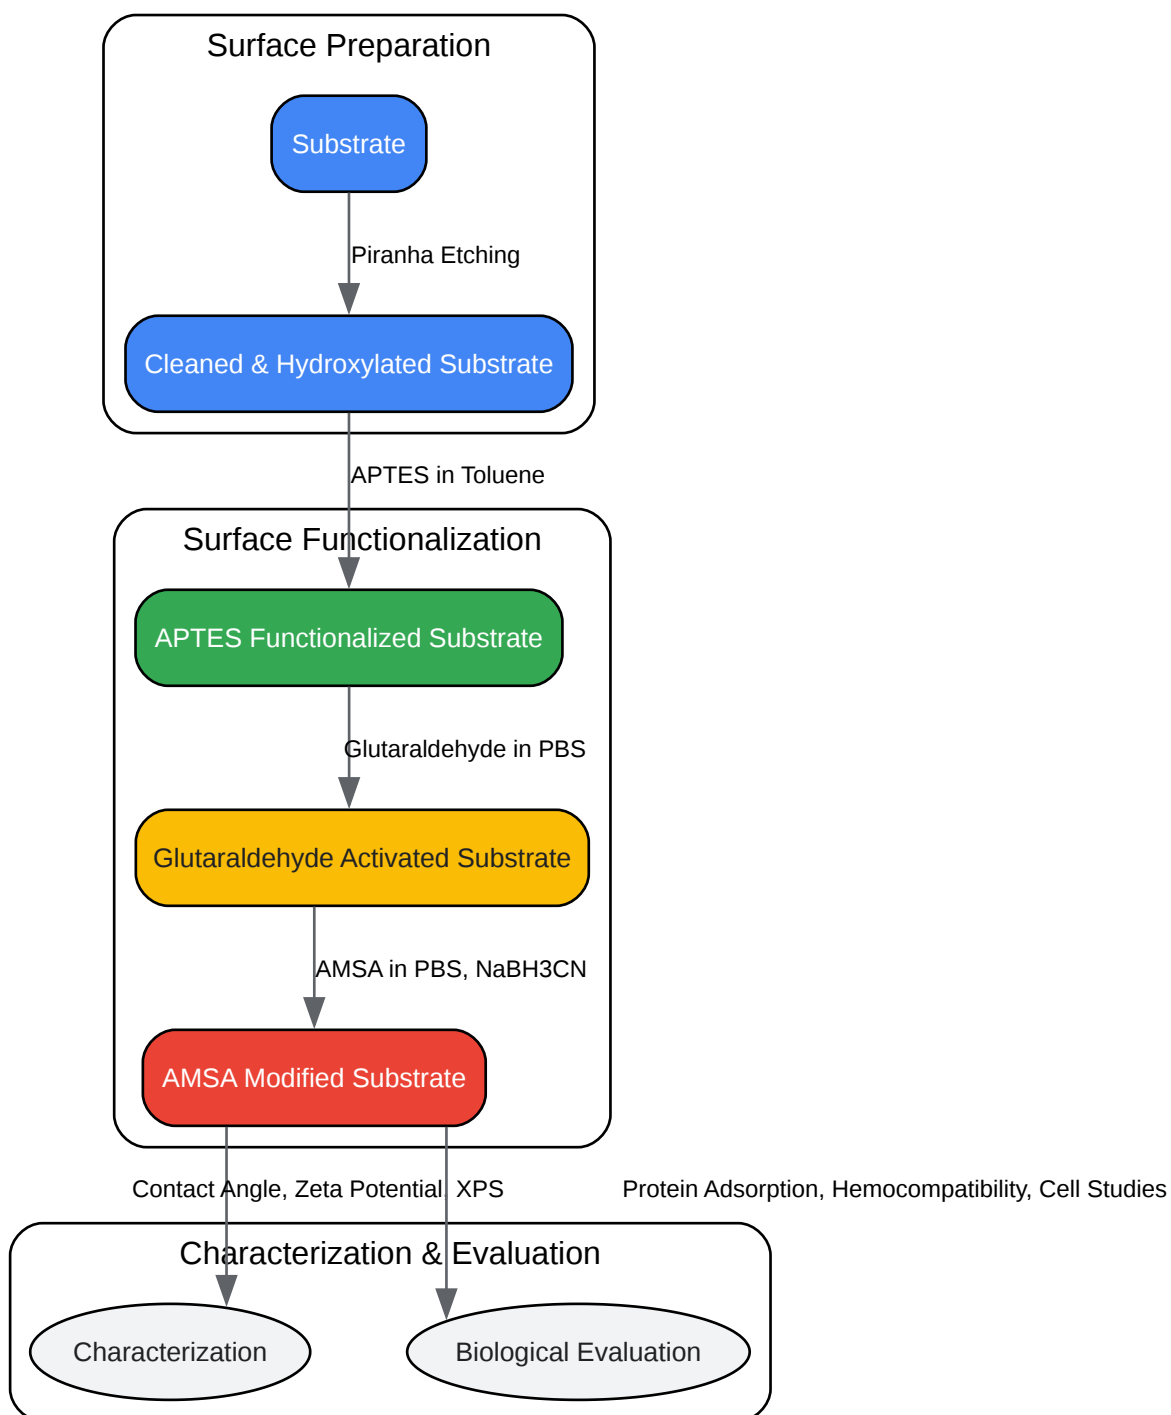 Surface Preparation
Substrate
Piranha Etching
Cleaned & Hydroxylated Substrate
APTES in Toluene
Surface Functionalization
APTES Functionalized Substrate
Glutaraldehyde in PBS
Glutaraldehyde Activated Substrate
AMSA in PBS, NaBH3CN
AMSA Modified Substrate
Contact Angle, Zeta Potential, XPS
Protein Adsorption, Hemocompatibility, Cell Studies
Characterization & Evaluation
Characterization
Biological Evaluation